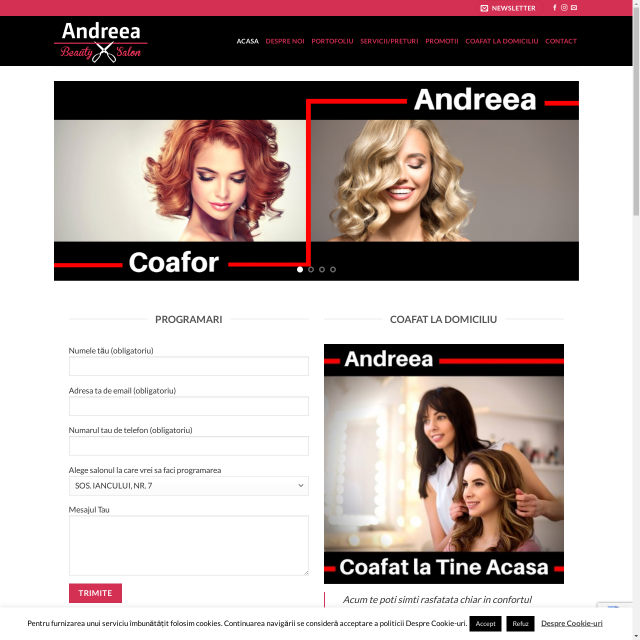 NEWSLETTER
Andreea
Beauty Salon
ACASA DESPRE NOI PORTOFOLIU SERVICII/PRETURI PROMOTII COAFAT LA DOMICILIU CONTACT
Andreea
Coafor
PROGRAMARI
Numele tău (obligatoriu)
Adresa ta de email (obligatoriu)
Numarul tau de telefon (obligatoriu)
Alege salonul la care vrei sa faci programarea
SOS. IANCULUI, NR. 7
Mesajul Tau
TRIMITE
COAFAT LA DOMICILIU
Andreea
Coafat la Tine Acasa
Acum te poti simti rasfatata chiar in confortul
Pentru furnizarea unui serviciu îmbunătățit folosim cookies. Continuarea navigării se consideră acceptare a politicii Despre Cookie-uri. Accept Refuz Despre Cookie-uri